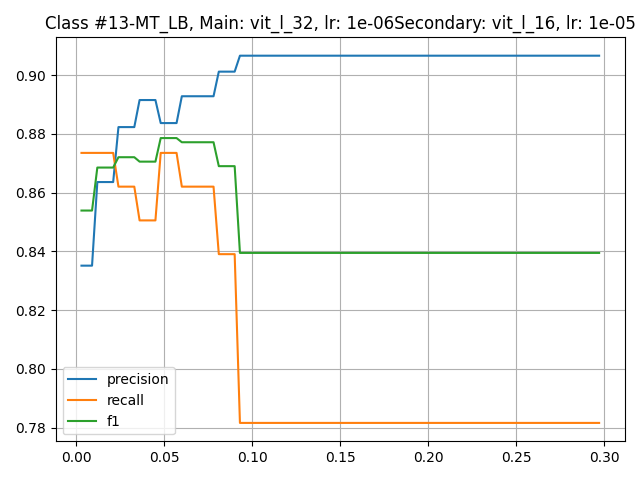 Class #13-MT_LB, Main: vit_l_32, lr: 1e-06Secondary: vit_l_16, lr: 1e-05
0.90
0.88
0.86
0.84
0.82
0.80
0.78
precision
recall
f1
0.00 0.05 0.10 0.15 0.20 0.25 0.30